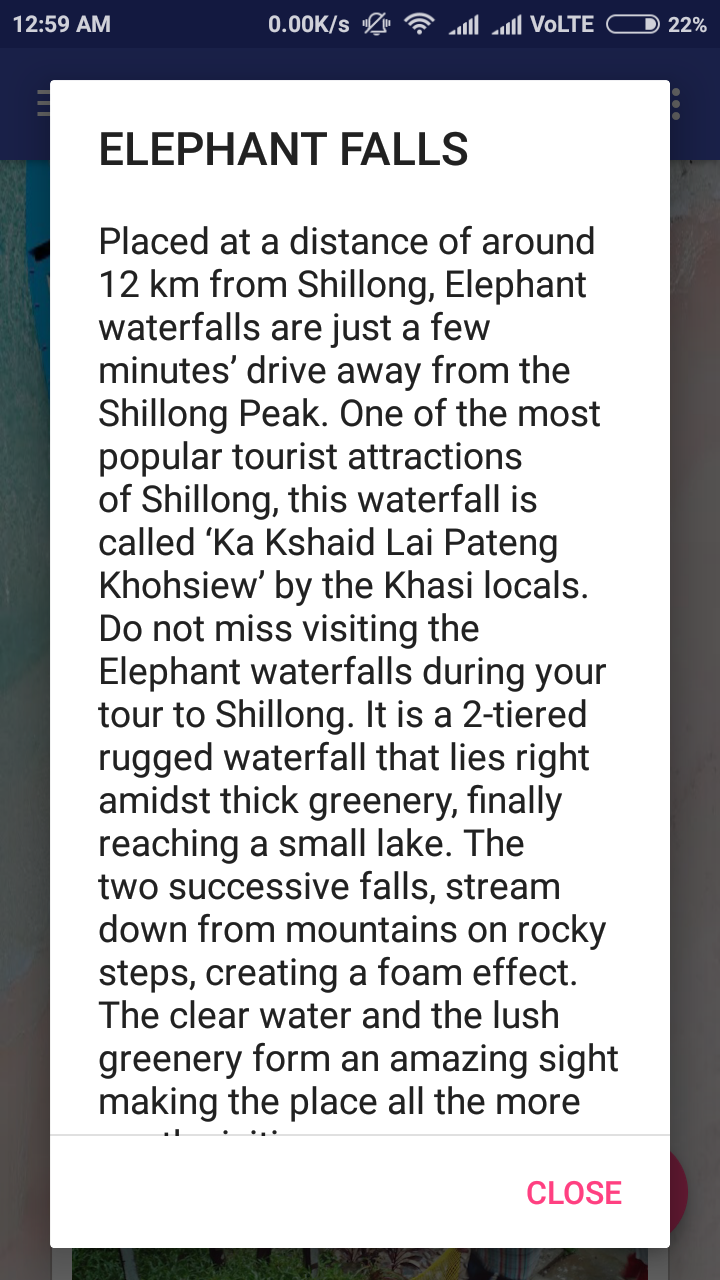 12:59 AM 0.00K/s VoLTE 22%
ELEPHANT FALLS
Placed at a distance of around
12 km from Shillong, Elephant
waterfalls are just a few
minutes’ drive away from the
Shillong Peak. One of the most
popular tourist attractions
of Shillong, this waterfall is
called ‘Ka Kshaid Lai Pateng
Khohsiew’ by the Khasi locals.
Do not miss visiting the
Elephant waterfalls during your
tour to Shillong. It is a 2-tiered
rugged waterfall that lies right
amidst thick greenery, finally
reaching a small lake. The
two successive falls, stream
down from mountains on rocky
steps, creating a foam effect.
The clear water and the lush
greenery form an amazing sight
making the place all the more
CLOSE